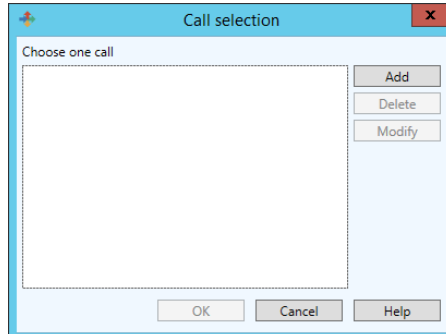 Call selection
x
Choose one call
Add
Delete
Modify
OK
Cancel
Help